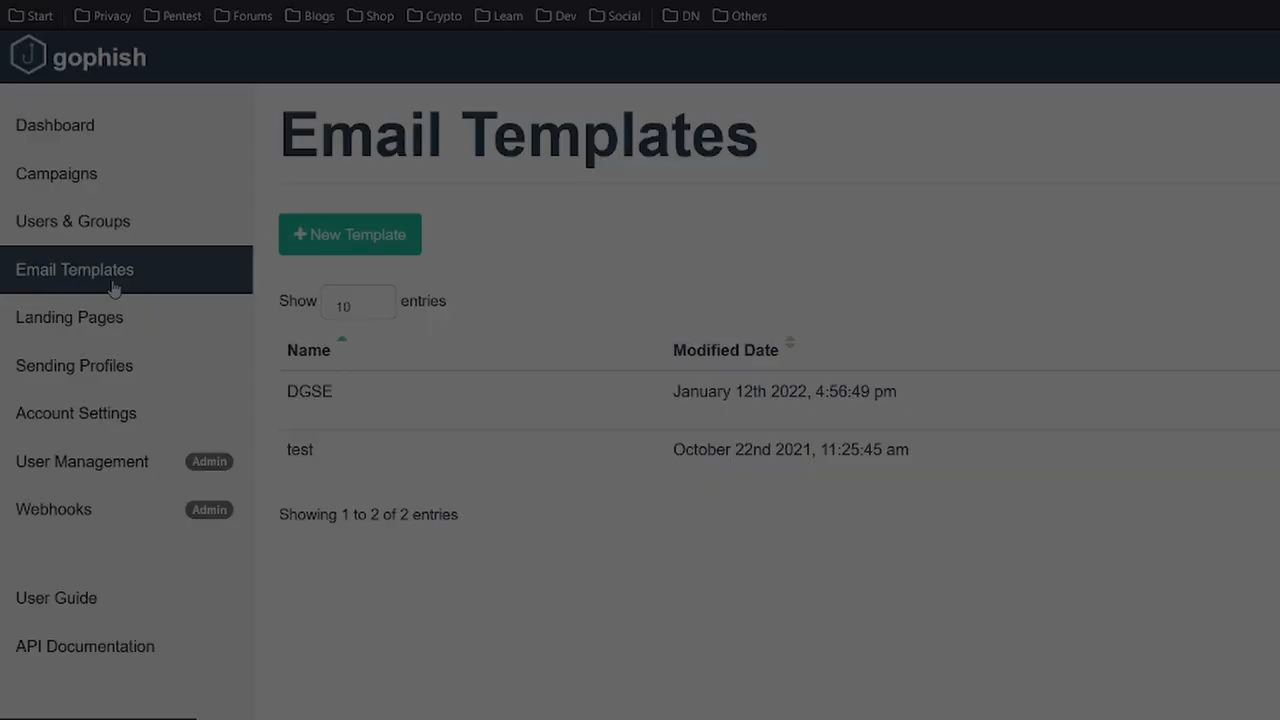 Start Privacy Pentest Forums Blogs Shop Crypto Learn Dev Social DN Others
gophish
Dashboard
Campaigns
Users & Groups
Email Templates
Landing Pages
Sending Profiles
Account Settings
User Management Admin
Webhooks Admin
User Guide
API Documentation
Email Templates
+ New Template
Show 10 entries
Name Modified Date
DGSE January 12th 2022, 4:56:49 pm
test October 22nd 2021, 11:25:45 am
Showing 1 to 2 of 2 entries